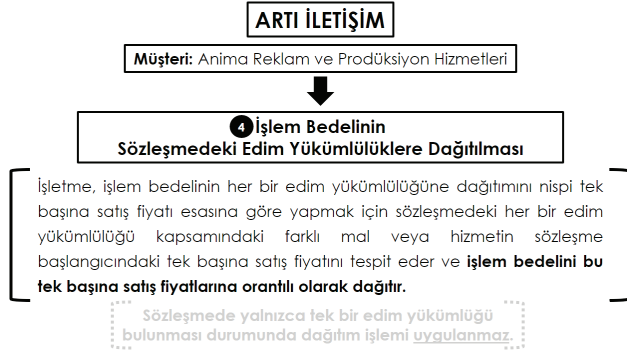 ARTI İLETİŞİM
Müşteri: Anima Reklam ve Prodüksiyon Hizmetleri
4 İşlem Bedelinin
Sözleşmedeki Edim Yükümlülüklere Dağıtılması
İşletme, işlem bedelinin her bir edim yükümlülüğüne dağıtımını nispi tek
başına satış fiyatı esasına göre yapmak için sözleşmedeki her bir edim
yükümlülüğü kapsamındaki farklı mal veya hizmetin sözleşme
başlangıcındaki tek başına satış fiyatını tespit eder ve işlem bedelini bu
tek başına satış fiyatlarına orantılı olarak dağıtır.
Sözleşmede yalnızca tek bir edim yükümlüğü
bulunması durumunda dağıtım işlemi uygulanmaz.